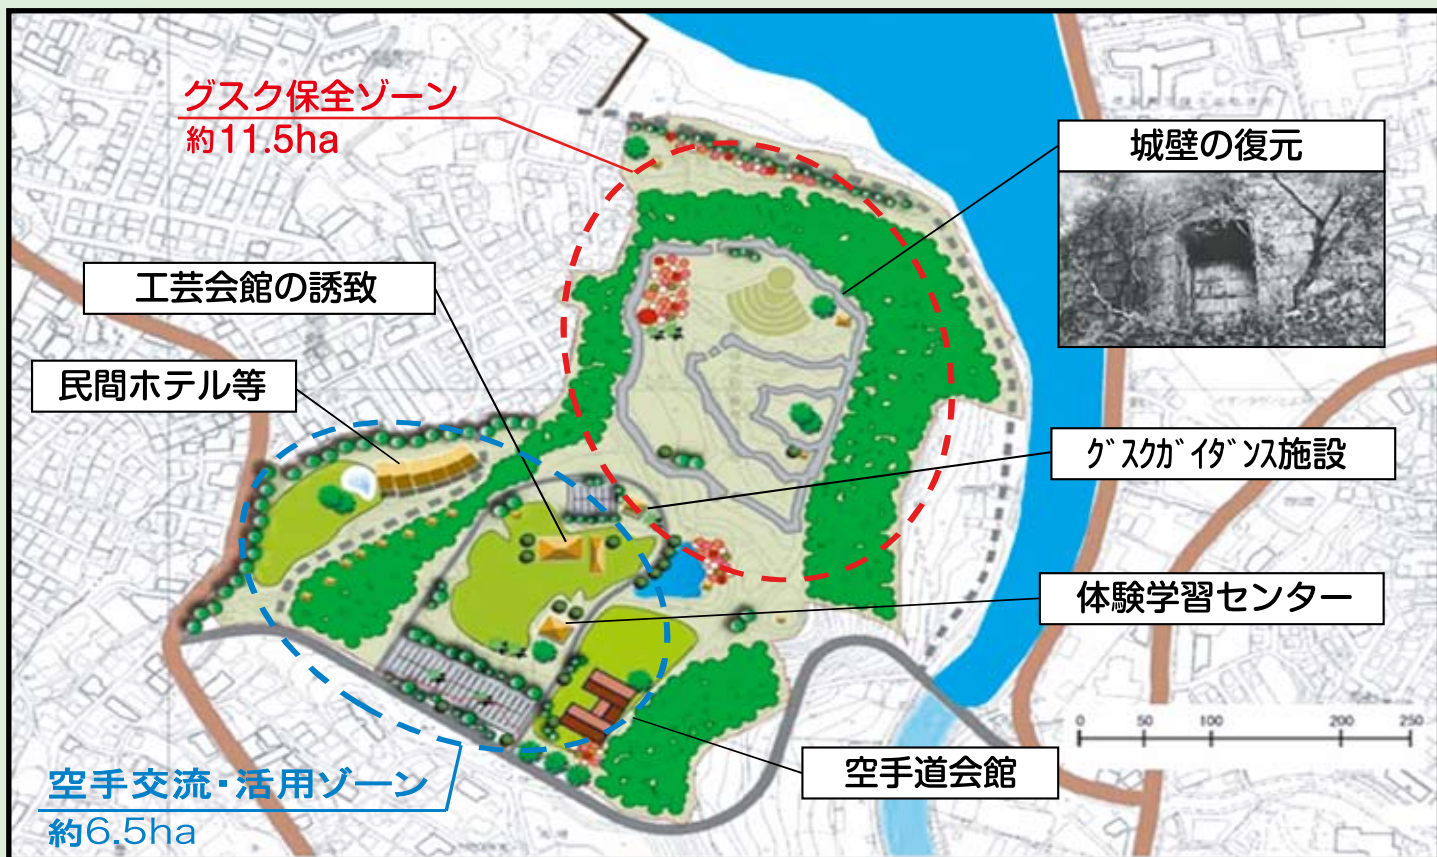 グスク保全ゾーン
約11.5ha
城壁の復元
工芸会館の誘致
民間ホテル等
グスクガイダンス施設
体験学習センター
0 50 100 200 250
空手道会館
空手交流・活用ゾーン
約6.5ha